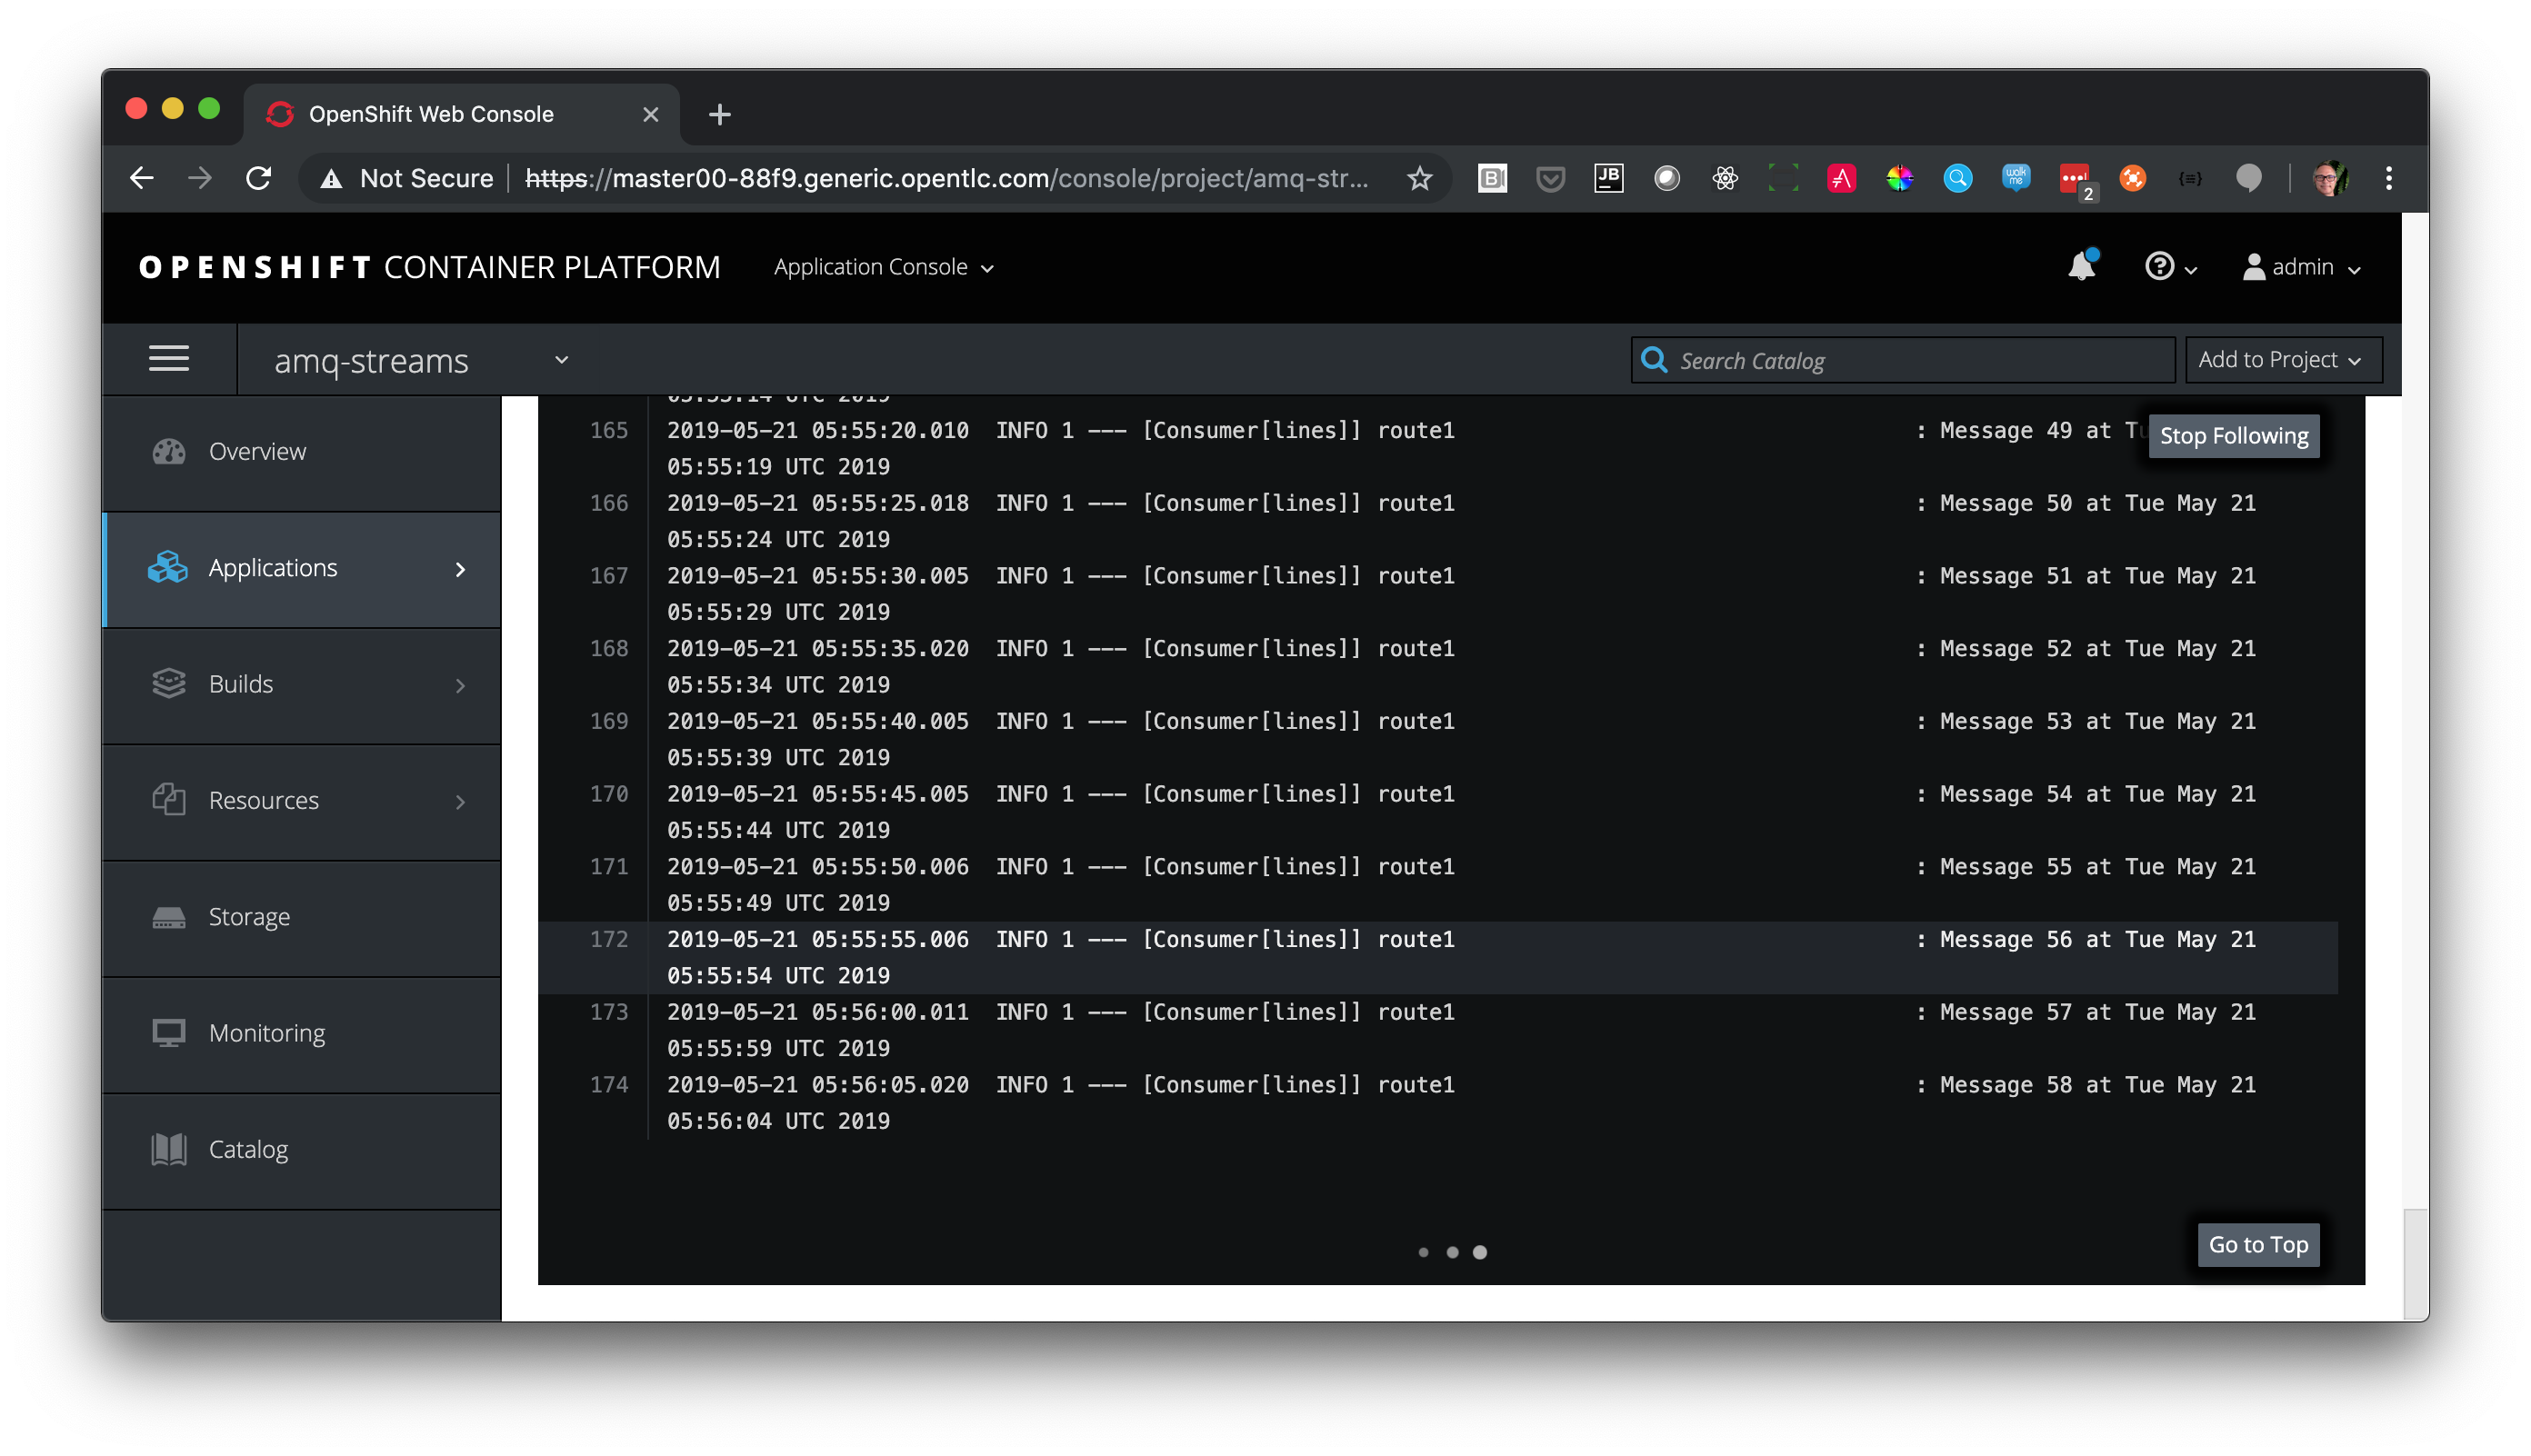 OpenShift Web Console
Not Secure https://master00-88f9.generic.opentlc.com/console/project/amq-str...
B
JB
walk me
2
{≡}
OPENSHIFT CONTAINER PLATFORM
Application Console
admin
amq-streams
Search Catalog
Add to Project
Overview
Applications
Builds
Resources
Storage
Monitoring
Catalog
05:55:14 UTC 2019
165 2019-05-21 05:55:20.010 INFO 1 --- [Consumer[lines]] route1 : Message 49 at Tu
05:55:19 UTC 2019
Stop Following
166 2019-05-21 05:55:25.018 INFO 1 --- [Consumer[lines]] route1 : Message 50 at Tue May 21
05:55:24 UTC 2019
167 2019-05-21 05:55:30.005 INFO 1 --- [Consumer[lines]] route1 : Message 51 at Tue May 21
05:55:29 UTC 2019
168 2019-05-21 05:55:35.020 INFO 1 --- [Consumer[lines]] route1 : Message 52 at Tue May 21
05:55:34 UTC 2019
169 2019-05-21 05:55:40.005 INFO 1 --- [Consumer[lines]] route1 : Message 53 at Tue May 21
05:55:39 UTC 2019
170 2019-05-21 05:55:45.005 INFO 1 --- [Consumer[lines]] route1 : Message 54 at Tue May 21
05:55:44 UTC 2019
171 2019-05-21 05:55:50.006 INFO 1 --- [Consumer[lines]] route1 : Message 55 at Tue May 21
05:55:49 UTC 2019
172 2019-05-21 05:55:55.006 INFO 1 --- [Consumer[lines]] route1 : Message 56 at Tue May 21
05:55:54 UTC 2019
173 2019-05-21 05:56:00.011 INFO 1 --- [Consumer[lines]] route1 : Message 57 at Tue May 21
05:55:59 UTC 2019
174 2019-05-21 05:56:05.020 INFO 1 --- [Consumer[lines]] route1 : Message 58 at Tue May 21
05:56:04 UTC 2019
Go to Top